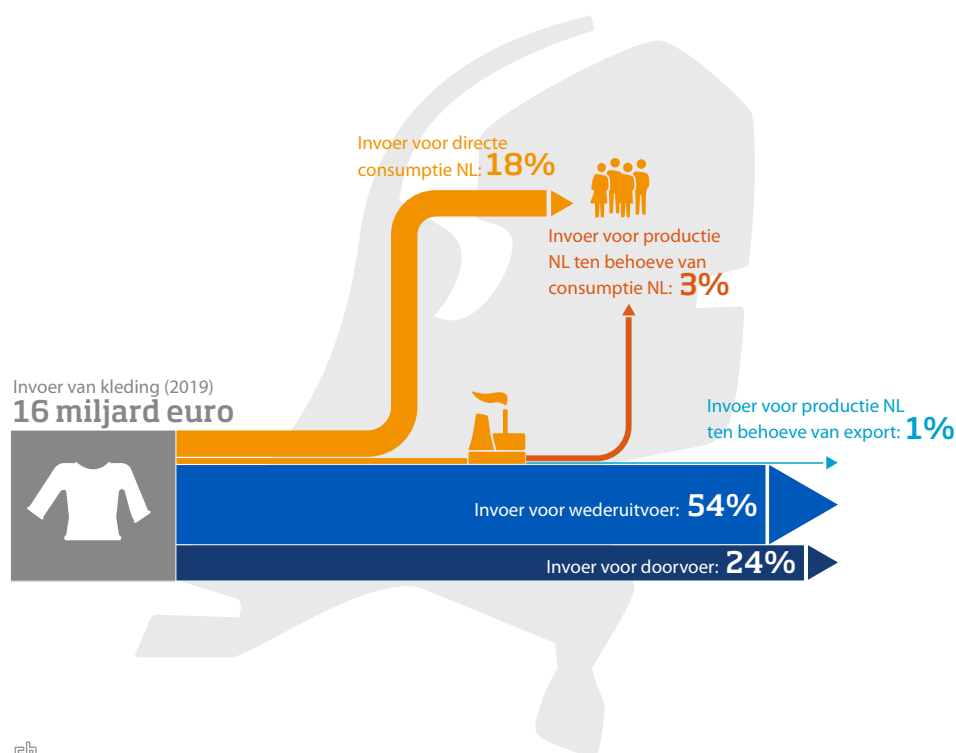 Invoer voor directe
consumptie NL: 18%
Invoer voor productie
NL ten behoeve van
consumptie NL: 3%
Invoer van kleding (2019)
16 miljard euro
Invoer voor productie NL
ten behoeve van export: 1%
Invoer voor wederuitvoer: 54%
Invoer voor doorvoer: 24%